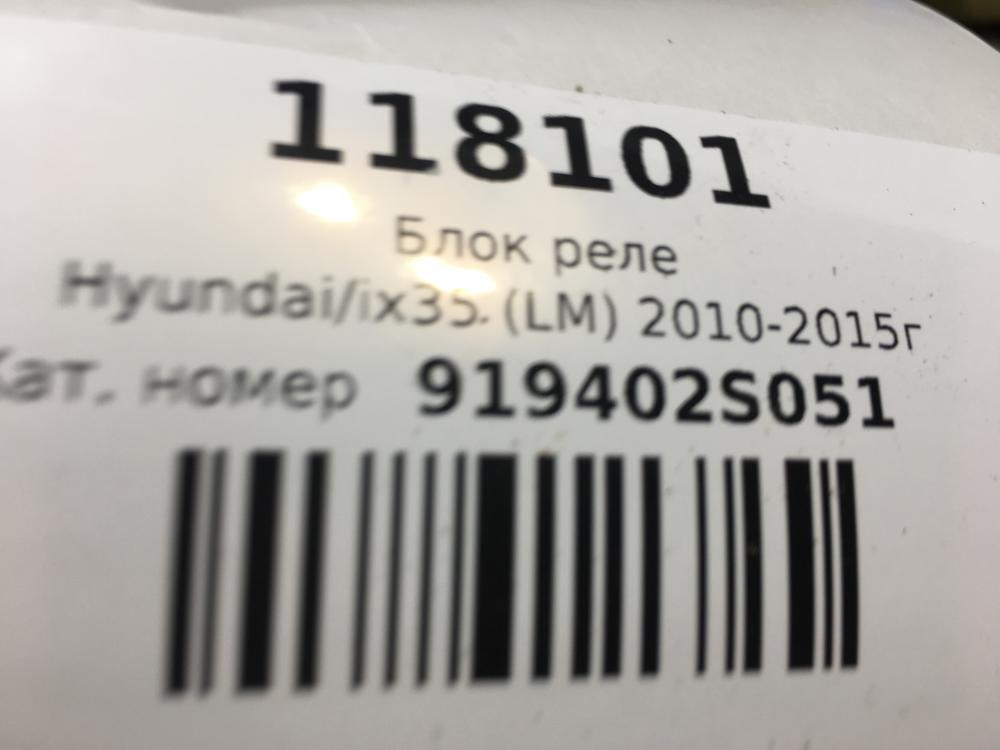 118101
Блок реле
Hyundai/ix35 (LM) 2010-2015г
Кат. номер 919402S051